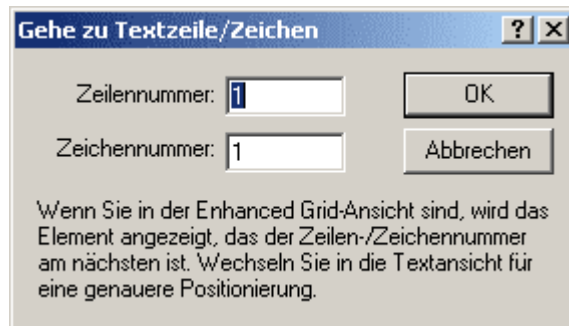 Gehe zu Textzeile/Zeichen
Zeilennummer: 1
OK
Zeichennummer: 1
Abbrechen
Wenn Sie in der Enhanced Grid-Ansicht sind, wird das
Element angezeigt, das der Zeilen-/Zeichennummer
am nächsten ist. Wechseln Sie in die Textansicht für
eine genauere Positionierung.